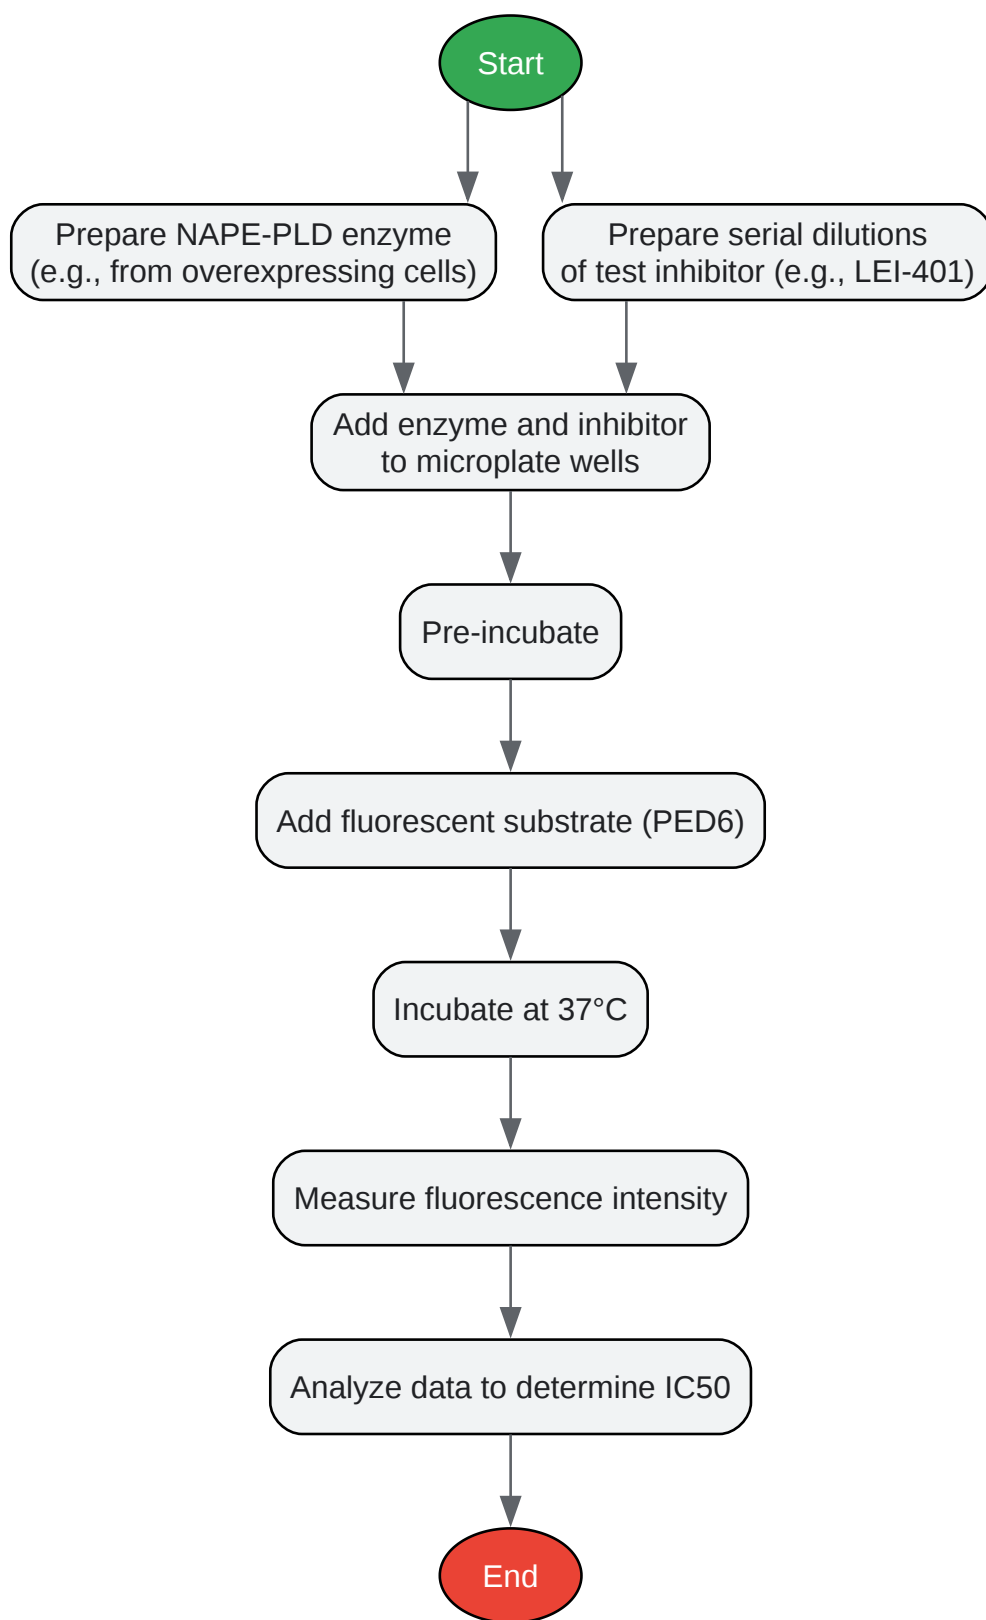 Start
Prepare NAPE-PLD enzyme
(e.g., from overexpressing cells)
Prepare serial dilutions
of test inhibitor (e.g., LEI-401)
Add enzyme and inhibitor
to microplate wells
Pre-incubate
Add fluorescent substrate (PED6)
Incubate at 37°C
Measure fluorescence intensity
Analyze data to determine IC50
End